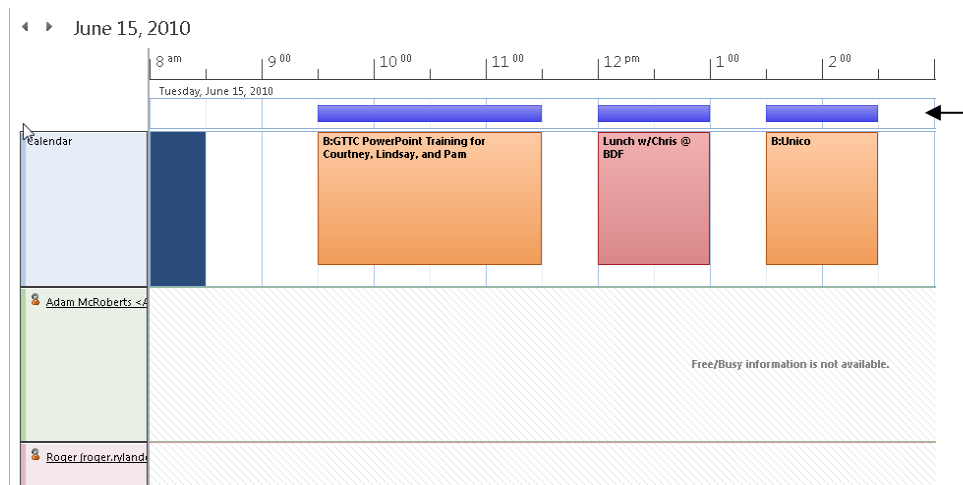 June 15, 2010
8 am 9 00 10 00 11 00 12 pm 1 00 2 00
Tuesday, June 15, 2010
Calendar
B:GTTC PowerPoint Training for
Courtney, Lindsay, and Pam
Lunch w/Chris @
BDF
B:Unico
Adam McRoberts <A
Free/Busy information is not available.
Roger (roger.rylande